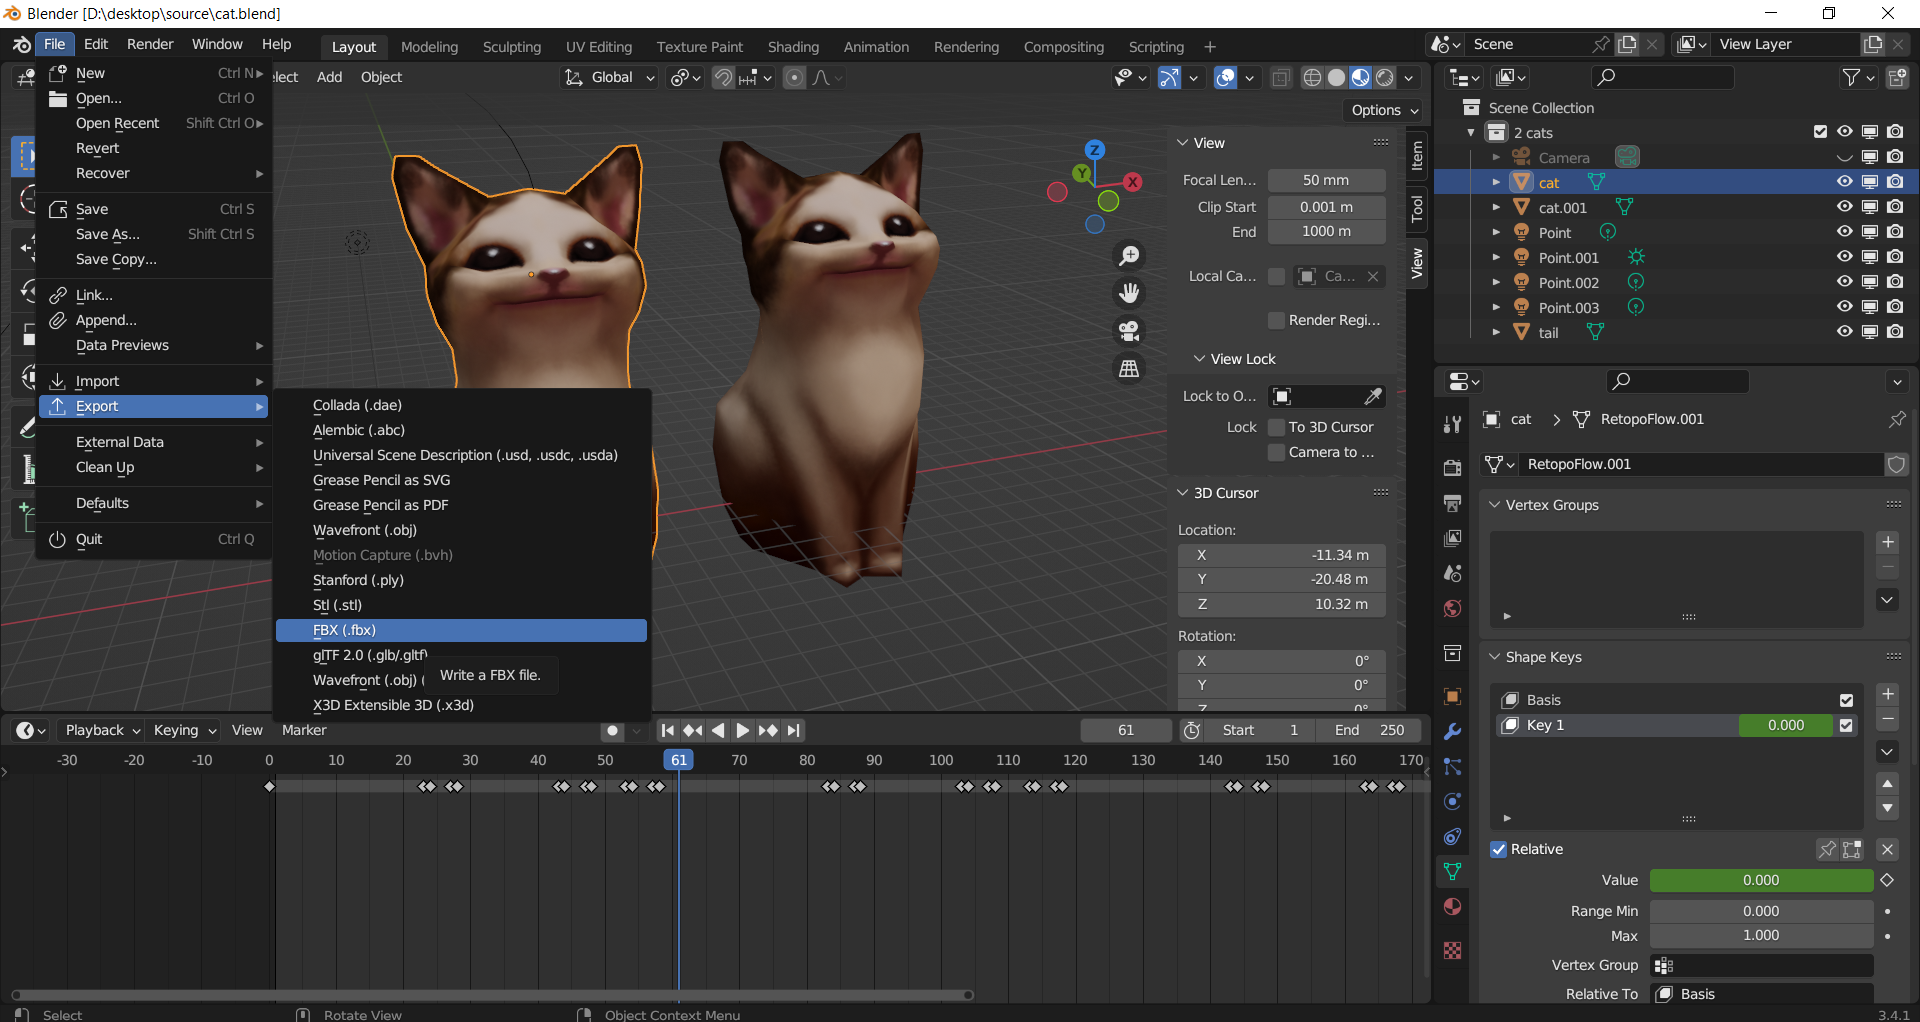 Blender [D:\desktop\source\cat.blend]
File Edit Render Window Help
Layout Modeling Sculpting UV Editing Texture Paint Shading Animation Rendering Compositing Scripting
Scene
View Layer
New Ctrl N
Open... Ctrl O
Open Recent Shift Ctrl O
Revert
Recover
Save Ctrl S
Save As... Shift Ctrl S
Save Copy...
Link...
Append...
Data Previews
Import
Export
External Data
Clean Up
Defaults
Quit Ctrl Q
Collada (.dae)
Alembic (.abc)
Universal Scene Description (.usd, .usdc, .usda)
Grease Pencil as SVG
Grease Pencil as PDF
Wavefront (.obj)
Motion Capture (.bvh)
Stanford (.ply)
Stl (.stl)
FBX (.fbx)
glTF 2.0 (.glb/.gltf)
Wavefront (.obj) (
X3D Extensible 3D (.x3d)
Write a FBX file.
lect Add Object
Global
Options
Z
Y
X
View
Focal Len... 50 mm
Clip Start 0.001 m
End 1000 m
Local Ca... Ca...
Render Regi...
View Lock
Lock to O...
Lock To 3D Cursor
Camera to ...
3D Cursor
Location:
X -11.34 m
Y -20.48 m
Z 10.32 m
Rotation:
X 0°
Y 0°
Z 0°
Item
Tool
View
Scene Collection
2 cats
Camera
cat
cat.001
Point
Point.001
Point.002
Point.003
tail
cat RetopoFlow.001
RetopoFlow.001
Vertex Groups
Shape Keys
Basis
Key 1 0.000
Relative
Value 0.000
Range Min 0.000
Max 1.000
Vertex Group
Relative To Basis
Playback Keying View Marker
61
Start 1
End 250
-30 -20 -10 0 10 20 30 40 50 61 70 80 90 100 110 120 130 140 150 160 170
Select
Rotate View
Object Context Menu
3.4.1